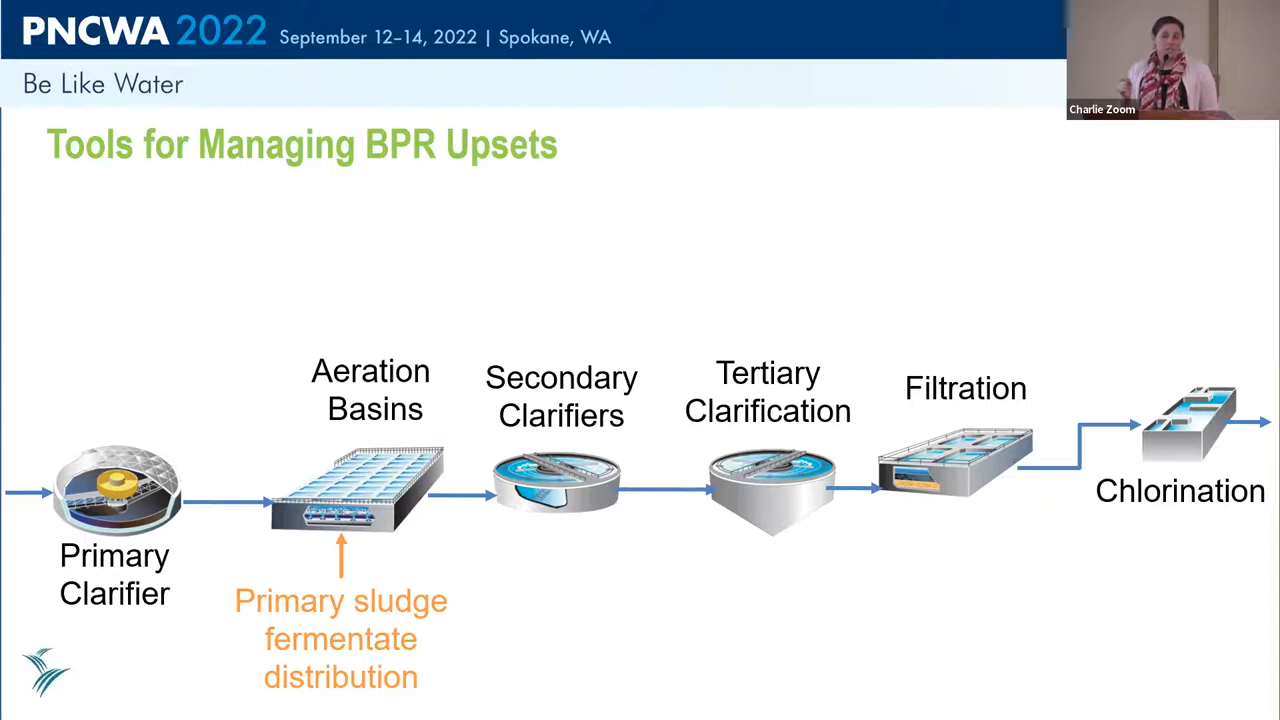 PNCWA 2022 September 12–14, 2022 | Spokane, WA
Charlie Zoom
Be Like Water
Tools for Managing BPR Upsets
Aeration
Basins
Secondary
Clarifiers
Tertiary
Clarification
Filtration
Chlorination
Primary
Clarifier
Primary sludge
fermentate
distribution